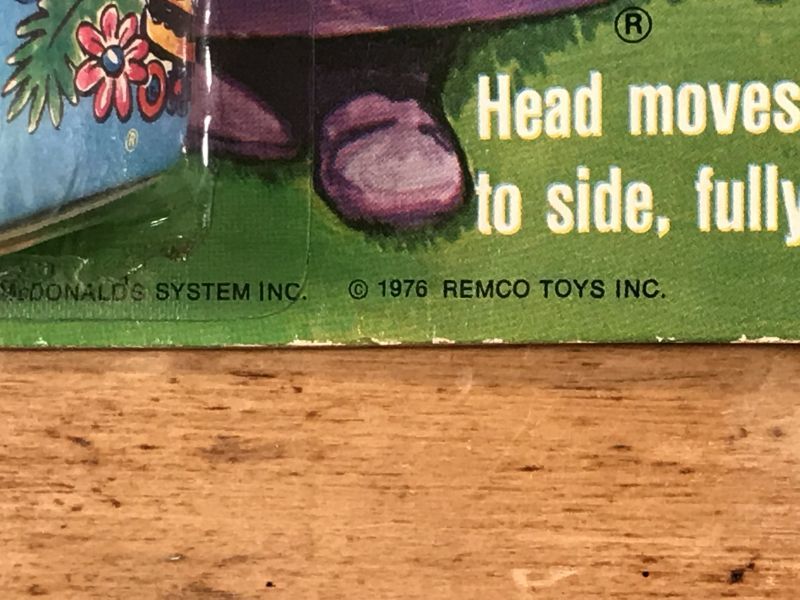 ®
Head moves
to side, fully
®
McDONALD'S SYSTEM INC. © 1976 REMCO TOYS INC.